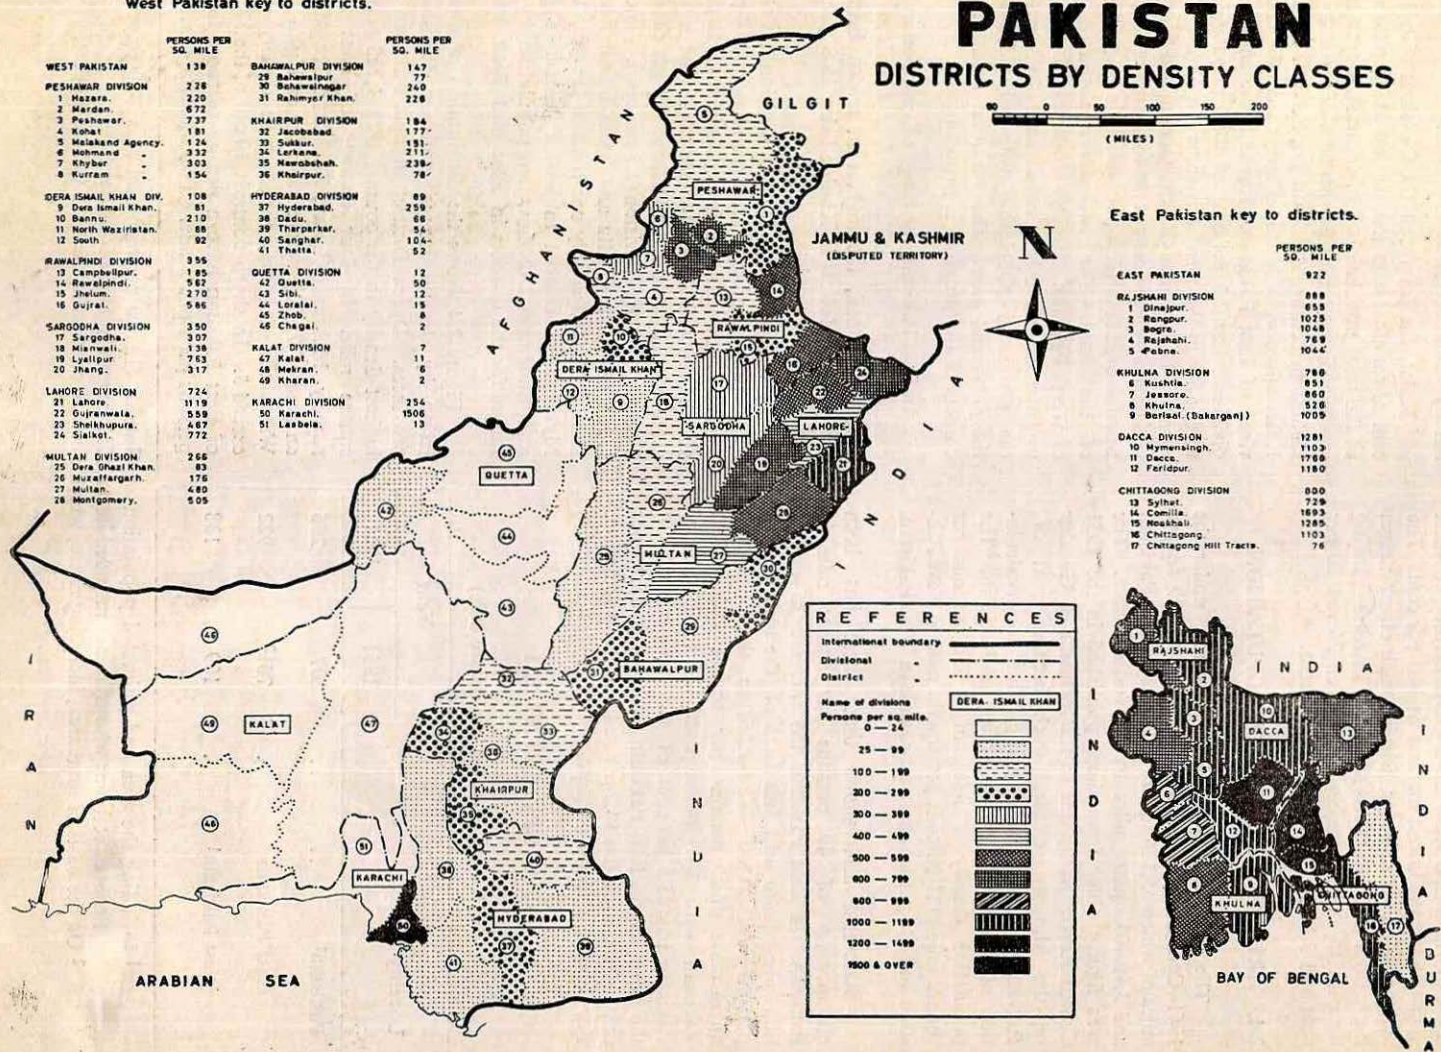 West Pakistan key to districts.
PERSONS PER
SQ. MILE
WEST PAKISTAN 138
PESHAWAR DIVISION 228
1 Hazara. 220
2 Mardan. 672
3 Peshawar. 737
4 Kohat 181
5 Malakand Agency. 124
6 Mohmand " 332
7 Khyber " 303
8 Kurram " 154
DERA ISMAIL KHAN DIV. 108
9 Dera Ismail Khan. 81
10 Bannu. 210
11 North Waziristan. 88
12 South 92
RAWALPINDI DIVISION 355
13 Campbellpur. 185
14 Rawalpindi. 562
15 Jhelum. 270
16 Gujrat. 586
SARGODHA DIVISION 350
17 Sargodha. 307
18 Mianwali. 138
19 Lyallpur 763
20 Jhang. 317
LAHORE DIVISION 724
21 Lahore. 1119
22 Gujranwala. 559
23 Sheikhupura. 467
24 Sialkot. 772
MULTAN DIVISION 266
25 Dera Ghazi Khan. 83
26 Muzaffargarh. 176
27 Multan. 480
28 Montgomery. 505
PERSONS PER
SQ. MILE
BAHAWALPUR DIVISION 147
29 Bahawalpur 77
30 Bahawalnagar 240
31 Rahimyar Khan. 228
KHAIRPUR DIVISION 184
32 Jacobabad. 177
33 Sukkur. 151
34 Larkana. 211
35 Nawabshah. 239
36 Khairpur. 78
HYDERABAD DIVISION 89
37 Hyderabad. 259
38 Dadu. 66
39 Tharparkar. 54
40 Sanghar. 104
41 Thatta. 52
QUETTA DIVISION 12
42 Quetta. 50
43 Sibi. 12
44 Loralai. 15
45 Zhob. 8
46 Chagai. 2
KALAT DIVISION 7
47 Kalat. 11
48 Mekran. 6
49 Kharan. 2
KARACHI DIVISION 254
50 Karachi. 1506
51 Lasbela. 13
PAKISTAN
DISTRICTS BY DENSITY CLASSES
50 0 50 100 150 200
(MILES)
N
East Pakistan key to districts.
PERSONS PER
SQ. MILE
EAST PAKISTAN 922
RAJSHAHI DIVISION 888
1 Dinajpur. 658
2 Rangpur. 1025
3 Bogra. 1048
4 Rajshahi. 769
5 Pabna. 1044
KHULNA DIVISION 780
6 Kushtia. 851
7 Jessore. 860
8 Khulna. 526
9 Barisal.(Bakarganj) 1005
DACCA DIVISION 1281
10 Mymensingh. 1103
11 Dacca. 1768
12 Faridpur. 1180
CHITTAGONG DIVISION 800
13 Sylhet. 729
14 Comilla. 1693
15 Noakhali. 1285
16 Chittagong. 1103
17 Chittagong Hill Tracts. 76
GILGIT
AFGHANISTAN
JAMMU & KASHMIR
(DISPUTED TERRITORY)
PESHAWAR
RAWALPINDI
DERA ISMAIL KHAN
SARGODHA
LAHORE
QUETTA
MULTAN
BAHAWALPUR
KALAT
KHAIRPUR
KARACHI
HYDERABAD
IRAN
INDIA
INDIA
ARABIAN SEA
REFERENCES
International boundary
Divisional "
District "
Name of divisions DERA ISMAIL KHAN
Persons per sq. mile.
0 — 24
25 — 99
100 — 199
200 — 299
300 — 399
400 — 499
500 — 599
600 — 799
800 — 999
1000 — 1199
1200 — 1499
1500 & OVER
INDIA
INDIA
INDIA
RAJSHAHI
DACCA
KHULNA
CHITTAGONG
BAY OF BENGAL
BURMA